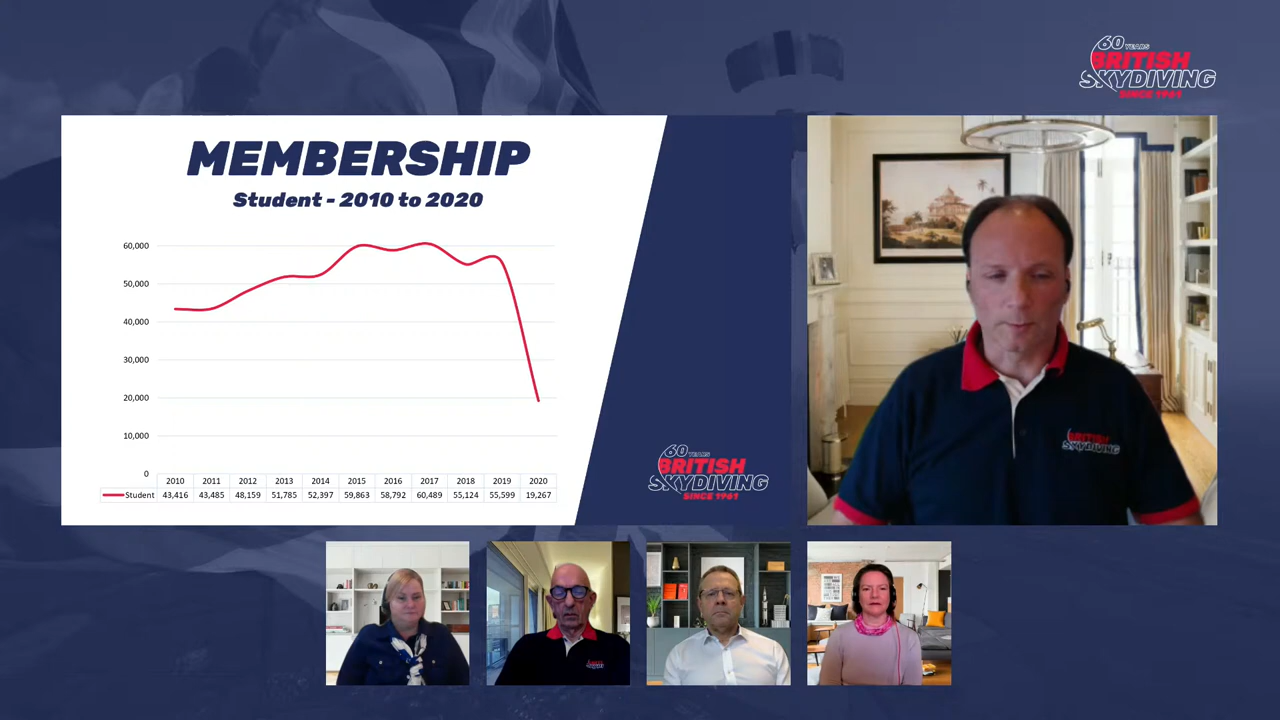 60 YEARS
BRITISH
SKYDIVING
SINCE 1961
MEMBERSHIP
Student - 2010 to 2020
60,000
50,000
40,000
30,000
20,000
10,000
0
2010 2011 2012 2013 2014 2015 2016 2017 2018 2019 2020
Student 43,416 43,485 48,159 51,785 52,397 59,863 58,792 60,489 55,124 55,599 19,267
60 YEARS
BRITISH
SKYDIVING
SINCE 1961
BRITISH
SKYDIVING